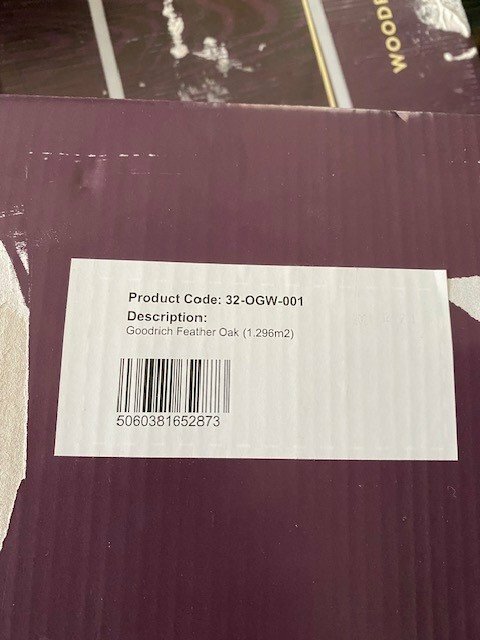 WOOD
Product Code: 32-OGW-001
Description:
Goodrich Feather Oak (1.296m2)
5060381652873